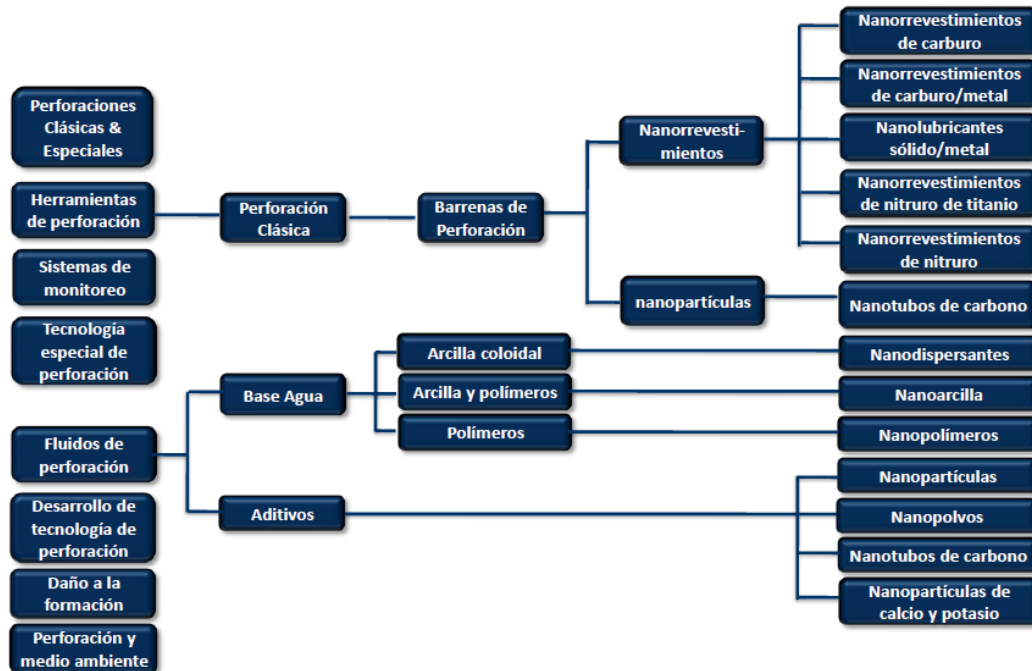 Perforaciones
Clásicas &
Especiales
Herramientas
de perforación
Sistemas de
monitoreo
Tecnología
especial de
perforación
Fluidos de
perforación
Desarrollo de
tecnología de
perforación
Daño a la
formación
Perforación y
medio ambiente
Perforación
Clásica
Base Agua
Aditivos
Barrenas de
Perforación
Arcilla coloidal
Arcilla y polímeros
Polímeros
Nanorrevesti-
mientos
nanopartículas
Nanorrevestimientos
de carburo
Nanorrevestimientos
de carburo/metal
Nanolubricantes
sólido/metal
Nanorrevestimientos
de nitruro de titanio
Nanorrevestimientos
de nitruro
Nanotubos de carbono
Nanodispersantes
Nanoarcilla
Nanopolímeros
Nanopartículas
Nanopolvos
Nanotubos de carbono
Nanopartículas de
calcio y potasio